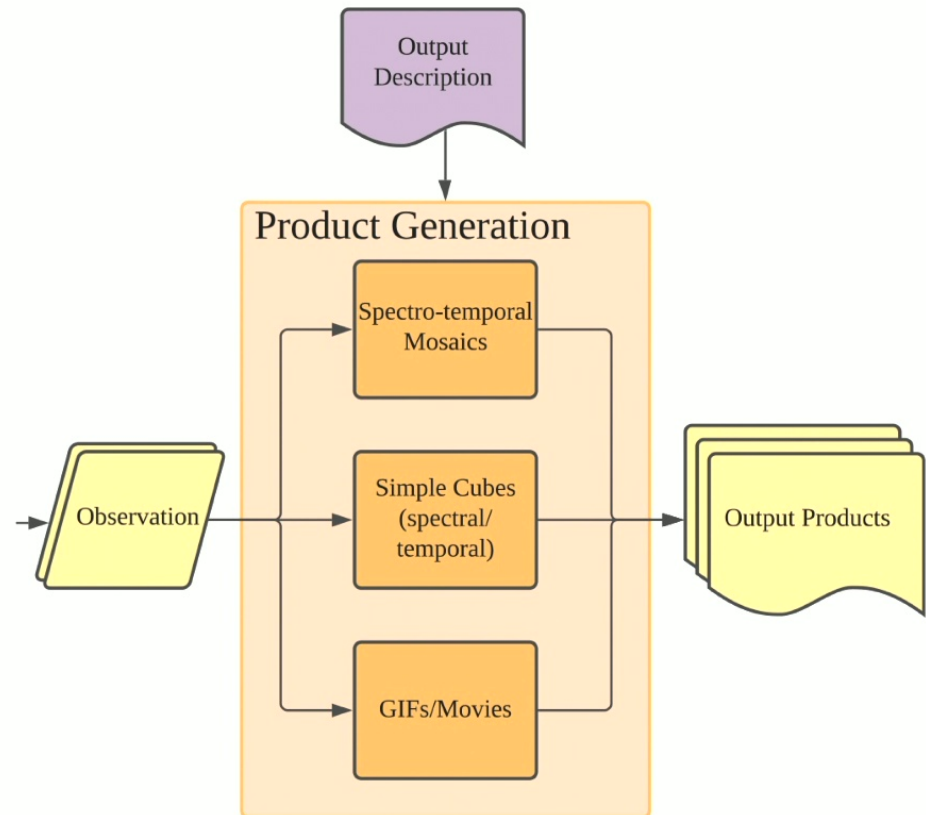 Output
Description
Product Generation
Spectro-temporal
Mosaics
Observation
Simple Cubes
(spectral/
temporal)
Output Products
GIFs/Movies